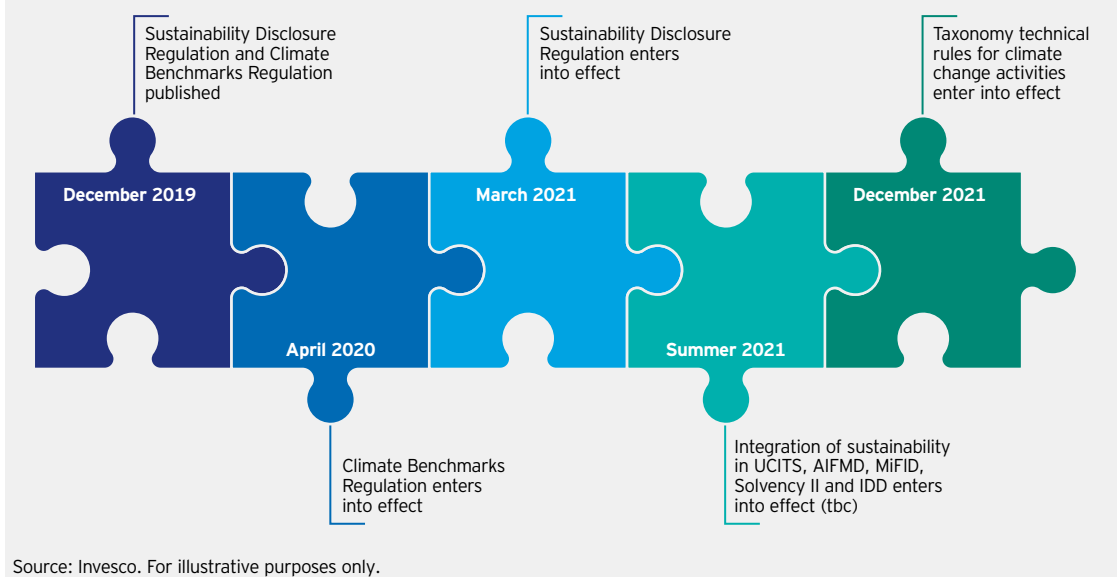 Sustainability Disclosure
Regulation and Climate
Benchmarks Regulation
published
Sustainability Disclosure
Regulation enters
into effect
Taxonomy technical
rules for climate
change activities
enter into effect
December 2019
March 2021
December 2021
April 2020
Summer 2021
Climate Benchmarks
Regulation enters
into effect
Integration of sustainability
in UCITS, AIFMD, MiFID,
Solvency II and IDD enters
into effect (tbc)
Source: Invesco. For illustrative purposes only.